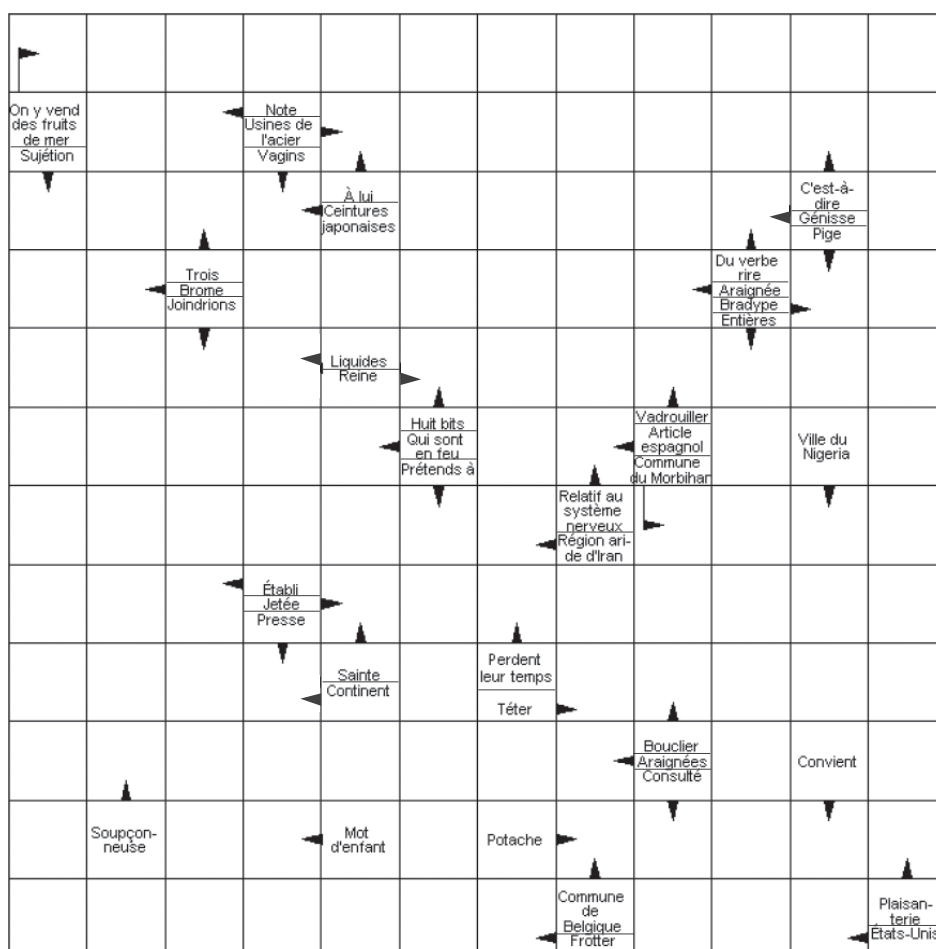 On y vend
des fruits
de mer
Sujétion
Note
Usines de
l'acier
Vagins
À lui
Ceintures
japonaises
C'est-à-
dire
Génisse
Pige
Trois
Brome
Joindrions
Du verbe
rire
Araignée
Bradype
Entières
Liquides
Reine
Huit bits
Qui sont
en feu
Prétends à
Vadrouiller
Article
espagnol
Commune
du Morbihan
Ville du
Nigeria
Relatif au
système
nerveux
Région ari-
de d'Iran
Établi
Jetée
Presse
Sainte
Continent
Perdent
leur temps
Téter
Bouclier
Araignées
Consulté
Convient
Soupçon-
neuse
Mot
d'enfant
Potache
Commune
de
Belgique
Frotter
Plaisan-
terie
États-Unis